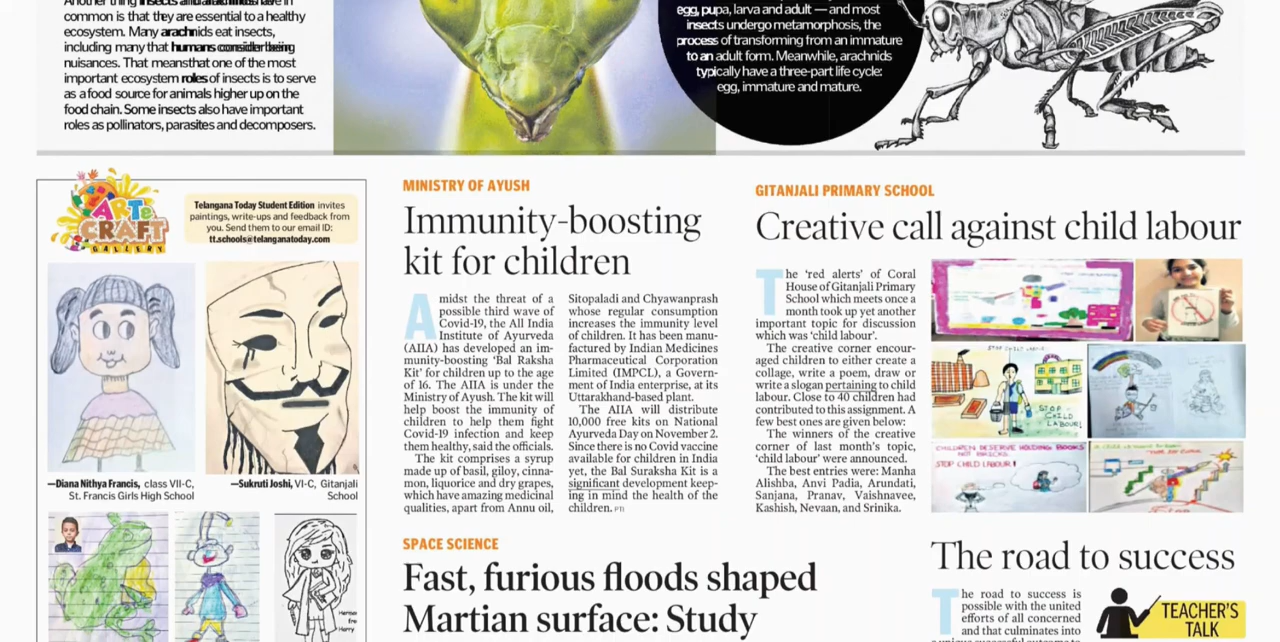 Another thing insects and arachnids have in
common is that they are essential to a healthy
ecosystem. Many arachnids eat insects,
including many that humans consider being
nuisances. That means that one of the most
important ecosystem roles of insects is to serve
as a food source for animals higher up on the
food chain. Some insects also have important
roles as pollinators, parasites and decomposers.
egg, pupa, larva and adult — and most
insects undergo metamorphosis, the
process of transforming from an immature
to an adult form. Meanwhile, arachnids
typically have a three-part life cycle:
egg, immature and mature.
ART &
CRAFT
GALLERY
Telangana Today Student Edition invites
paintings, write-ups and feedback from
you. Send them to our email ID:
tt.schools@telanganatoday.com
—Diana Nithya Francis, class VII-C,
St. Francis Girls High School
—Sukruti Joshi, VI-C, Gitanjali
School
Hermione
from
Harry
MINISTRY OF AYUSH
Immunity-boosting
kit for children
Amidst the threat of a
possible third wave of
Covid-19, the All India
Institute of Ayurveda
(AIIA) has developed an im-
munity-boosting ‘Bal Raksha
Kit’ for children up to the age
of 16. The AIIA is under the
Ministry of Ayush. The kit will
help boost the immunity of
children to help them fight
Covid-19 infection and keep
them healthy, said the officials.
The kit comprises a syrup
made up of basil, giloy, cinna-
mon, liquorice and dry grapes,
which have amazing medicinal
qualities, apart from Annu oil,
Sitopaladi and Chyawanprash
whose regular consumption
increases the immunity level
of children. It has been manu-
factured by Indian Medicines
Pharmaceutical Corporation
Limited (IMPCL), a Govern-
ment of India enterprise, at its
Uttarakhand-based plant.
The AIIA will distribute
10,000 free kits on National
Ayurveda Day on November 2.
Since there is no Covid vaccine
available for children in India
yet, the Bal Suraksha Kit is a
significant development keep-
ing in mind the health of the
children. PTI
GITANJALI PRIMARY SCHOOL
Creative call against child labour
The ‘red alerts’ of Coral
House of Gitanjali Primary
School which meets once a
month took up yet another
important topic for discussion
which was ‘child labour’.
The creative corner encour-
aged children to either create a
collage, write a poem, draw or
write a slogan pertaining to child
labour. Close to 40 children had
contributed to this assignment. A
few best ones are given below:
The winners of the creative
corner of last month’s topic,
‘child labour’ were announced.
The best entries were: Manha
Alishba, Anvi Padia, Arundati,
Sanjana, Pranav, Vaishnavee,
Kashish, Nevaan, and Srinika.
STOP CHILD LABOUR
STOP
CHILD
LABOUR!
CHILDREN DESERVE HOLDING BOOKS
NOT BRICKS.
STOP CHILD LABOUR!
SPACE SCIENCE
Fast, furious floods shaped
Martian surface: Study
The road to success
The road to success is
possible with the united
efforts of all concerned
and that culminates into
TEACHER’S
TALK